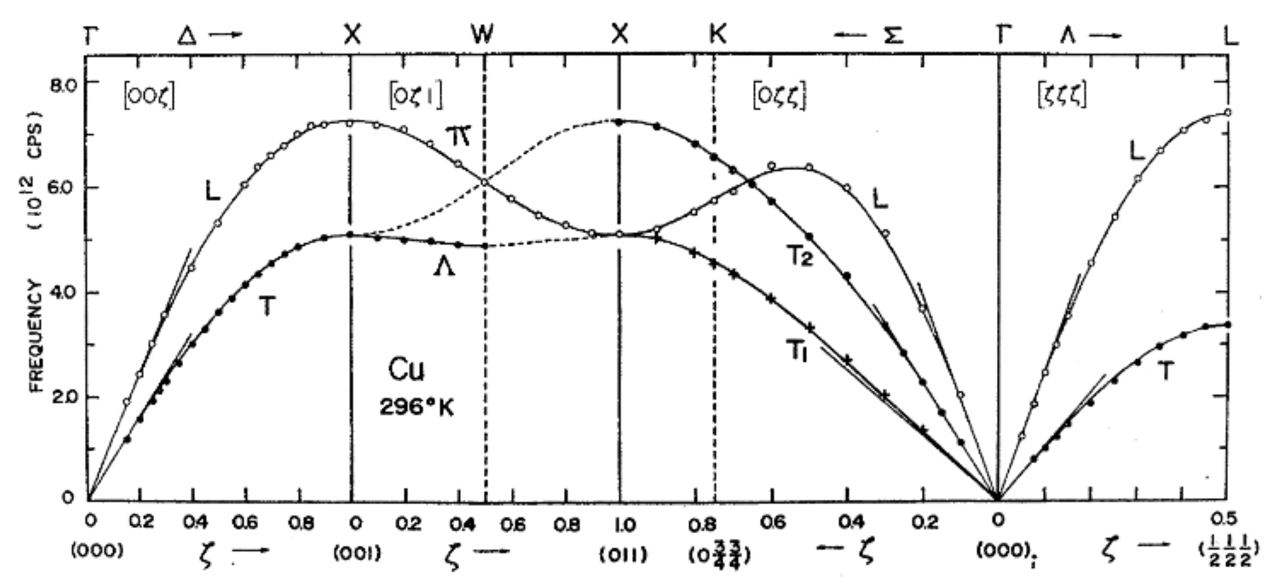 Γ Δ → X W X K ← Σ Γ Λ → L
8.0 [00ζ] [0ζ1] [0ζζ] [ζζζ]
π
L L L
6.0
T2
Λ
T
4.0
T1 T
Cu
296°K
2.0
0
FREQUENCY (10¹² CPS)
0 0.2 0.4 0.6 0.8 0 0.2 0.4 0.6 0.8 1.0 0.8 0.6 0.4 0.2 0 0.5
(000) ζ → (001) ζ → (011) (0 3/4 3/4) ← ζ (000) ζ → (1/2 1/2 1/2)